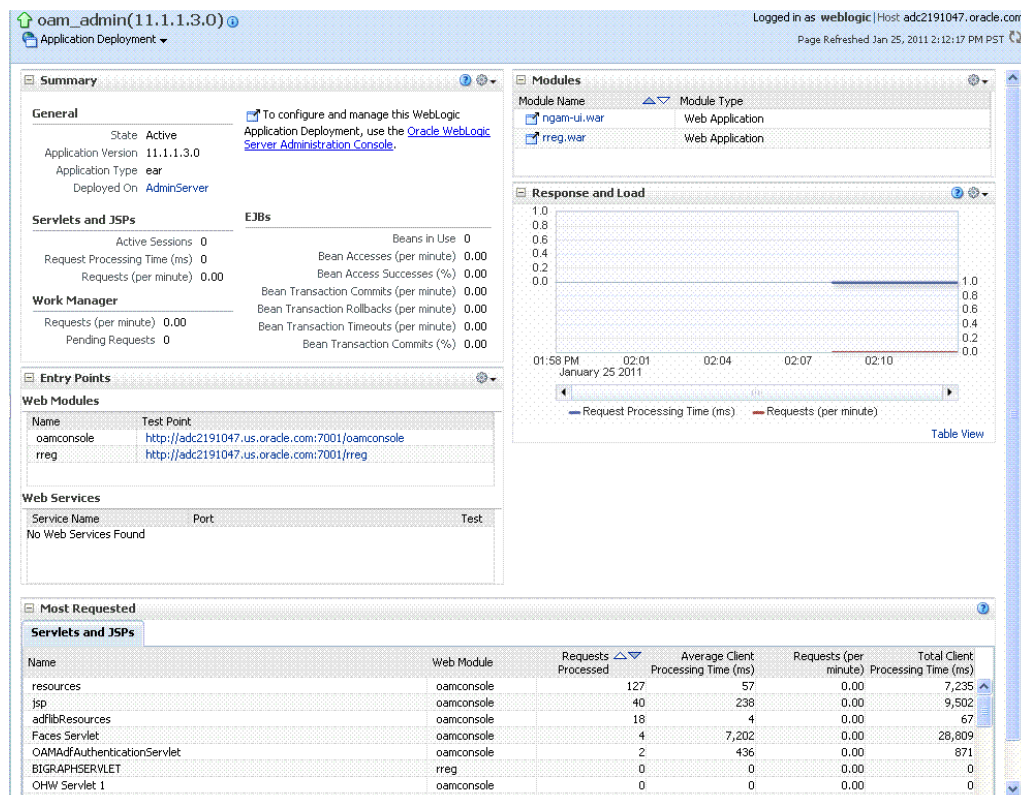 oam_admin(11.1.1.3.0)
Logged in as weblogic|Host adc2191047.oracle.com
Application Deployment
Page Refreshed Jan 25, 2011 2:12:17 PM PST
Summary
General
State Active
Application Version 11.1.1.3.0
Application Type ear
Deployed On AdminServer
To configure and manage this WebLogic
Application Deployment, use the Oracle WebLogic
Server Administration Console.
Servlets and JSPs
Active Sessions 0
Request Processing Time (ms) 0
Requests (per minute) 0.00
Work Manager
Requests (per minute) 0.00
Pending Requests 0
EJBs
Beans in Use 0
Bean Accesses (per minute) 0.00
Bean Access Successes (%) 0.00
Bean Transaction Commits (per minute) 0.00
Bean Transaction Rollbacks (per minute) 0.00
Bean Transaction Timeouts (per minute) 0.00
Bean Transaction Commits (%) 0.00
Entry Points
Web Modules
Name Test Point
oamconsole http://adc2191047.us.oracle.com:7001/oamconsole
rreg http://adc2191047.us.oracle.com:7001/rreg
Web Services
Service Name Port Test
No Web Services Found
Modules
Module Name Module Type
ngam-ui.war Web Application
rreg.war Web Application
Response and Load
1.0
0.8
0.6
0.4
0.2
0.0
1.0
0.8
0.6
0.4
0.2
0.0
01:58 PM 02:01 02:04 02:07 02:10
January 25 2011
Request Processing Time (ms) Requests (per minute)
Table View
Most Requested
Servlets and JSPs
Name Web Module Requests Processed Average Client Processing Time (ms) Requests (per minute) Total Client Processing Time (ms)
resources oamconsole 127 57 0.00 7,235
jsp oamconsole 40 238 0.00 9,502
adflibResources oamconsole 18 4 0.00 67
Faces Servlet oamconsole 4 7,202 0.00 28,809
OAMAdfAuthenticationServlet oamconsole 2 436 0.00 871
BIGRAPHSERVLET rreg 0 0 0.00 0
OHW Servlet 1 oamconsole 0 0 0.00 0